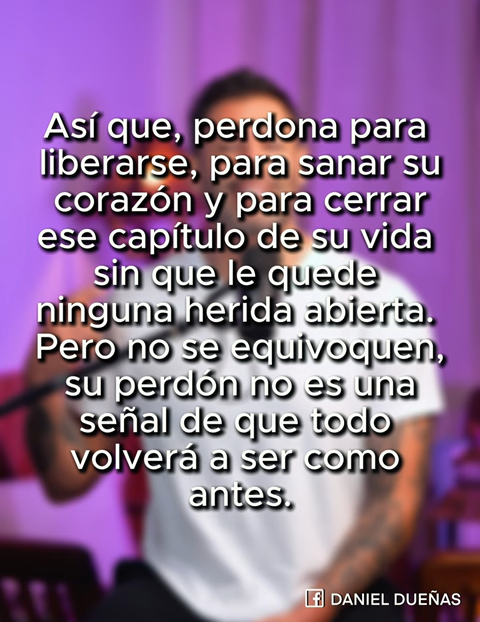 Así que, perdona para
liberarse, para sanar su
corazón y para cerrar
ese capítulo de su vida
sin que le quede
ninguna herida abierta.
Pero no se equivoquen,
su perdón no es una
señal de que todo
volverá a ser como
antes.
DANIEL DUEÑAS